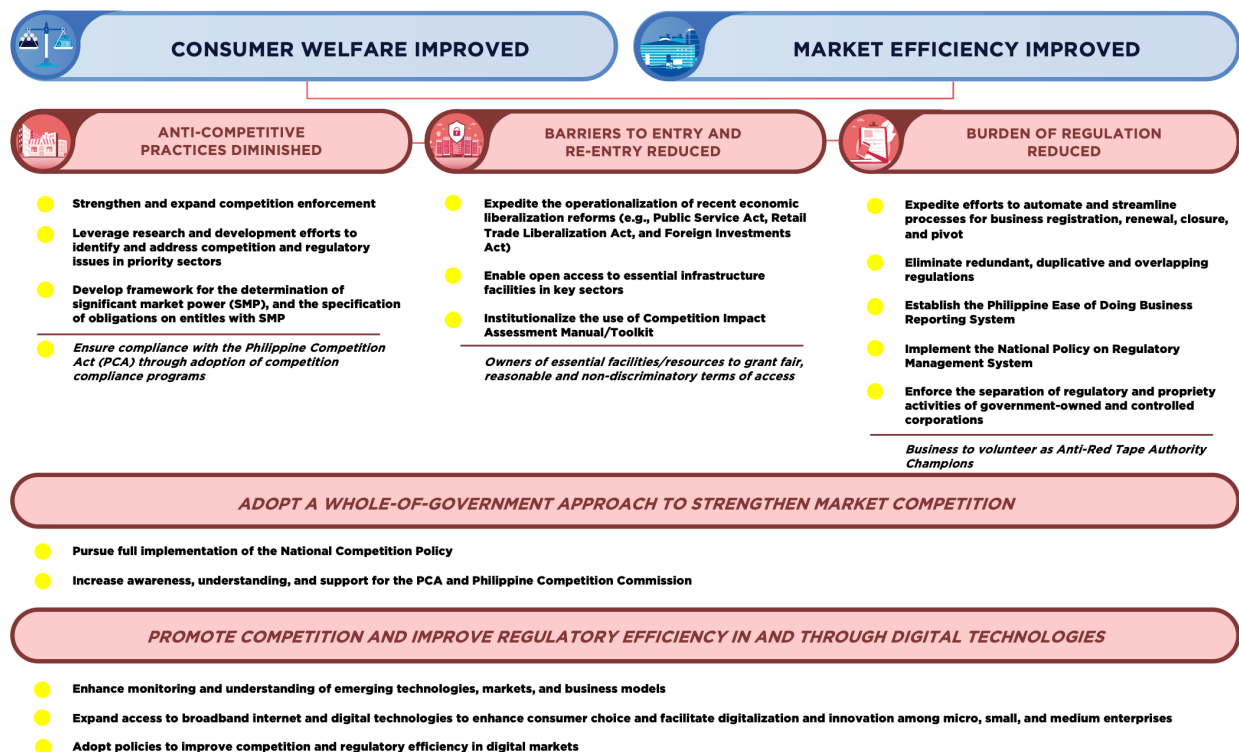 CONSUMER WELFARE IMPROVED
MARKET EFFICIENCY IMPROVED
ANTI-COMPETITIVE
PRACTICES DIMINISHED
Strengthen and expand competition enforcement
Leverage research and development efforts to
identify and address competition and regulatory
issues in priority sectors
Develop framework for the determination of
significant market power (SMP), and the specification
of obligations on entitles with SMP
Ensure compliance with the Philippine Competition
Act (PCA) through adoption of competition
compliance programs
BARRIERS TO ENTRY AND
RE-ENTRY REDUCED
Expedite the operationalization of recent economic
liberalization reforms (e.g., Public Service Act, Retail
Trade Liberalization Act, and Foreign Investments
Act)
Enable open access to essential infrastructure
facilities in key sectors
Institutionalize the use of Competition Impact
Assessment Manual/Toolkit
Owners of essential facilities/resources to grant fair,
reasonable and non-discriminatory terms of access
BURDEN OF REGULATION
REDUCED
Expedite efforts to automate and streamline
processes for business registration, renewal, closure,
and pivot
Eliminate redundant, duplicative and overlapping
regulations
Establish the Philippine Ease of Doing Business
Reporting System
Implement the National Policy on Regulatory
Management System
Enforce the separation of regulatory and propriety
activities of government-owned and controlled
corporations
Business to volunteer as Anti-Red Tape Authority
Champions
ADOPT A WHOLE-OF-GOVERNMENT APPROACH TO STRENGTHEN MARKET COMPETITION
Pursue full implementation of the National Competition Policy
Increase awareness, understanding, and support for the PCA and Philippine Competition Commission
PROMOTE COMPETITION AND IMPROVE REGULATORY EFFICIENCY IN AND THROUGH DIGITAL TECHNOLOGIES
Enhance monitoring and understanding of emerging technologies, markets, and business models
Expand access to broadband internet and digital technologies to enhance consumer choice and facilitate digitalization and innovation among micro, small, and medium enterprises
Adopt policies to improve competition and regulatory efficiency in digital markets